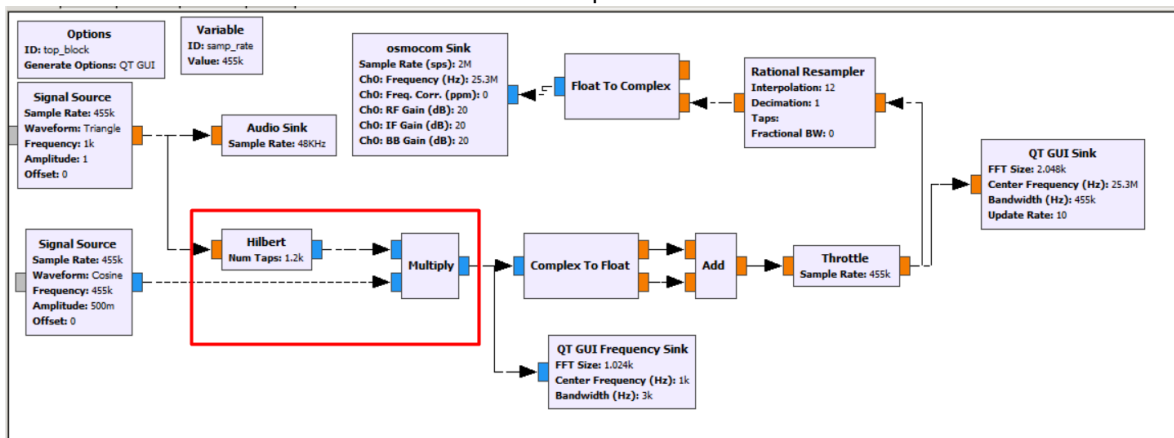 Options
ID: top_block
Generate Options: QT GUI
Variable
ID: samp_rate
Value: 455k
osmocom Sink
Sample Rate (sps): 2M
Ch0: Frequency (Hz): 25.3M
Ch0: Freq. Corr. (ppm): 0
Ch0: RF Gain (dB): 20
Ch0: IF Gain (dB): 20
Ch0: BB Gain (dB): 20
Float To Complex
Rational Resampler
Interpolation: 12
Decimation: 1
Taps:
Fractional BW: 0
Signal Source
Sample Rate: 455k
Waveform: Triangle
Frequency: 1k
Amplitude: 1
Offset: 0
Audio Sink
Sample Rate: 48KHz
QT GUI Sink
FFT Size: 2.048k
Center Frequency (Hz): 25.3M
Bandwidth (Hz): 455k
Update Rate: 10
Signal Source
Sample Rate: 455k
Waveform: Cosine
Frequency: 455k
Amplitude: 500m
Offset: 0
Hilbert
Num Taps: 1.2k
Multiply
Complex To Float
Add
Throttle
Sample Rate: 455k
QT GUI Frequency Sink
FFT Size: 1.024k
Center Frequency (Hz): 1k
Bandwidth (Hz): 3k